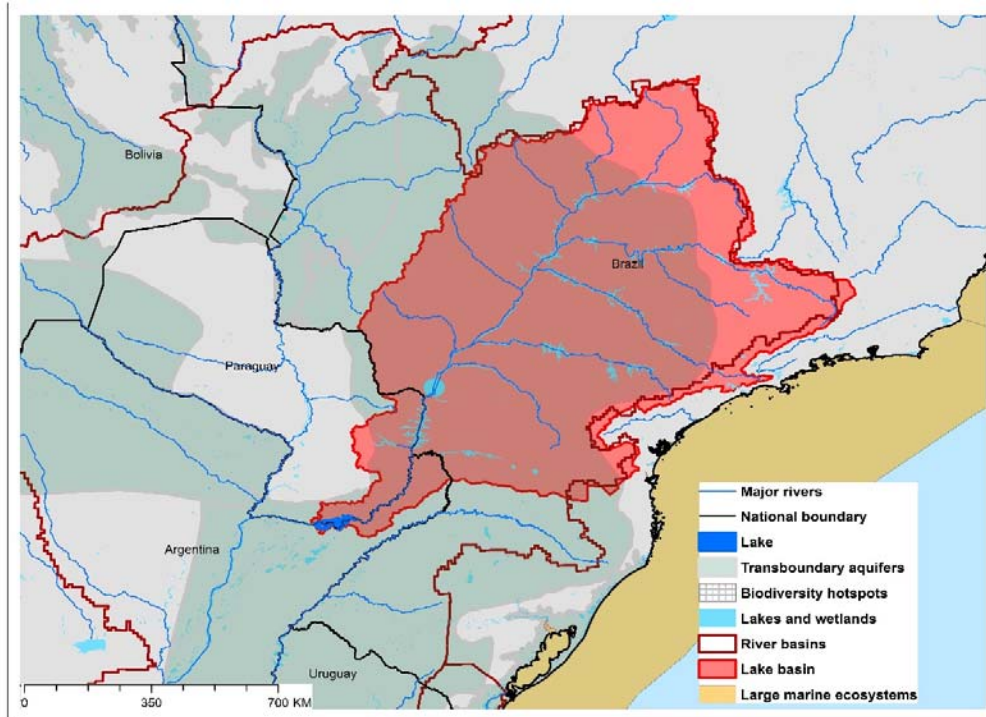 Bolivia
Brazil
Paraguay
Argentina
Uruguay
Major rivers
National boundary
Lake
Transboundary aquifers
Biodiversity hotspots
Lakes and wetlands
River basins
Lake basin
Large marine ecosystems
0 350 700 KM